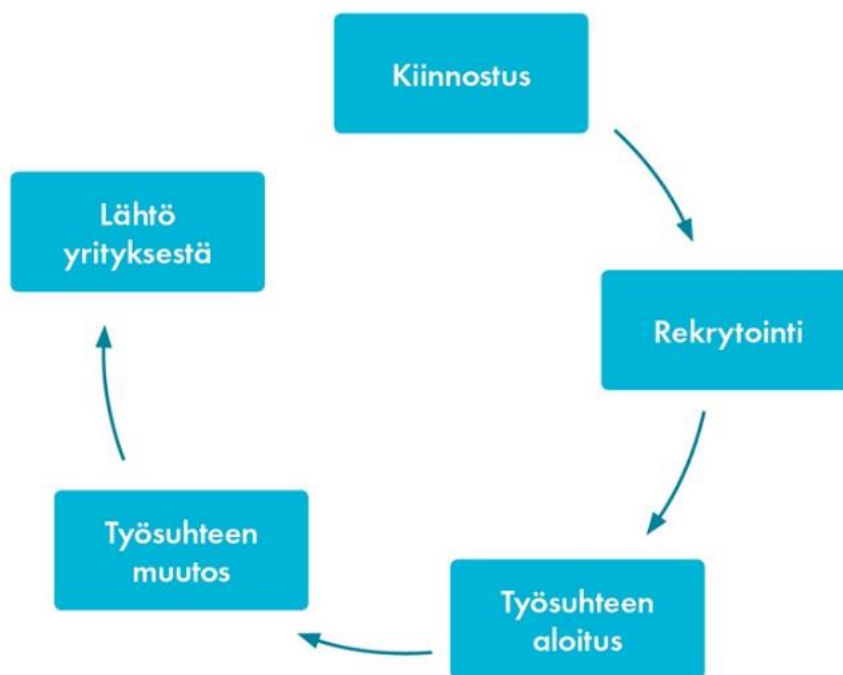 Kiinnostus
Rekrytointi
Työsuhteen
aloitus
Työsuhteen
muutos
Lähtö
yrityksestä